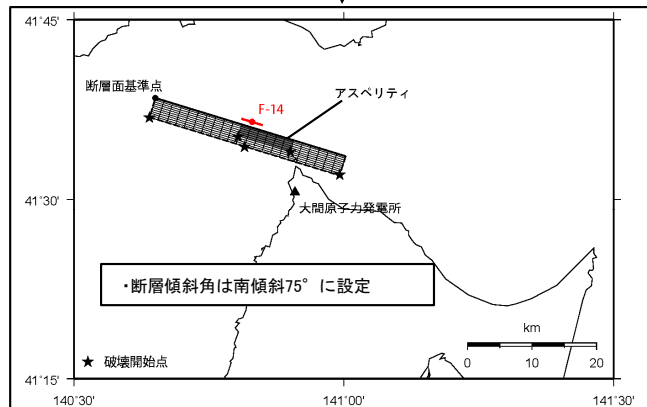 41°45'
断層面基準点
F-14
アスペリティ
41°30'
大間原子力発電所
・断層傾斜角は南傾斜75°に設定
km
0 10 20
★ 破壊開始点
41°15'
140°30' 141°00' 141°30'